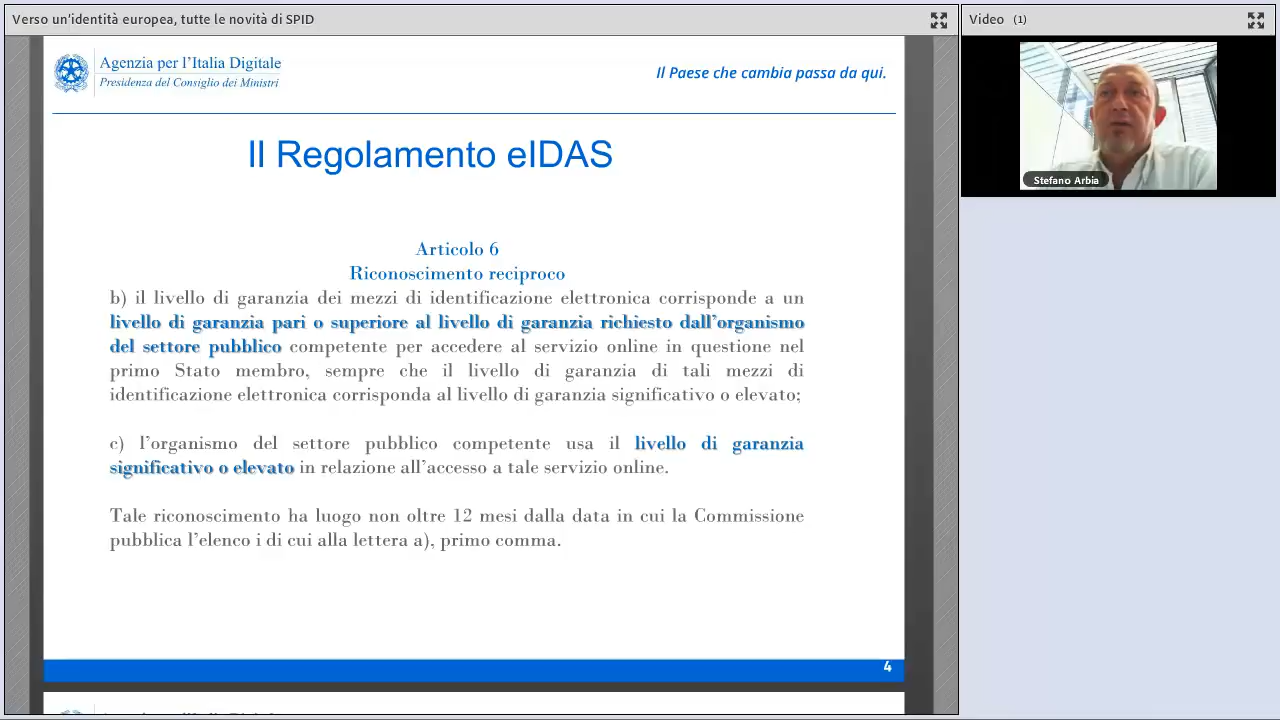 Verso un'identità europea, tutte le novità di SPID
Video (1)
Agenzia per l'Italia Digitale
Presidenza del Consiglio dei Ministri
Il Paese che cambia passa da qui.
Stefano Arbia
Il Regolamento eIDAS
Articolo 6
Riconoscimento reciproco
b) il livello di garanzia dei mezzi di identificazione elettronica corrisponde a un
livello di garanzia pari o superiore al livello di garanzia richiesto dall'organismo
del settore pubblico competente per accedere al servizio online in questione nel
primo Stato membro, sempre che il livello di garanzia di tali mezzi di
identificazione elettronica corrisponda al livello di garanzia significativo o elevato;
c) l'organismo del settore pubblico competente usa il livello di garanzia
significativo o elevato in relazione all'accesso a tale servizio online.
Tale riconoscimento ha luogo non oltre 12 mesi dalla data in cui la Commissione
pubblica l'elenco i di cui alla lettera a), primo comma.
4